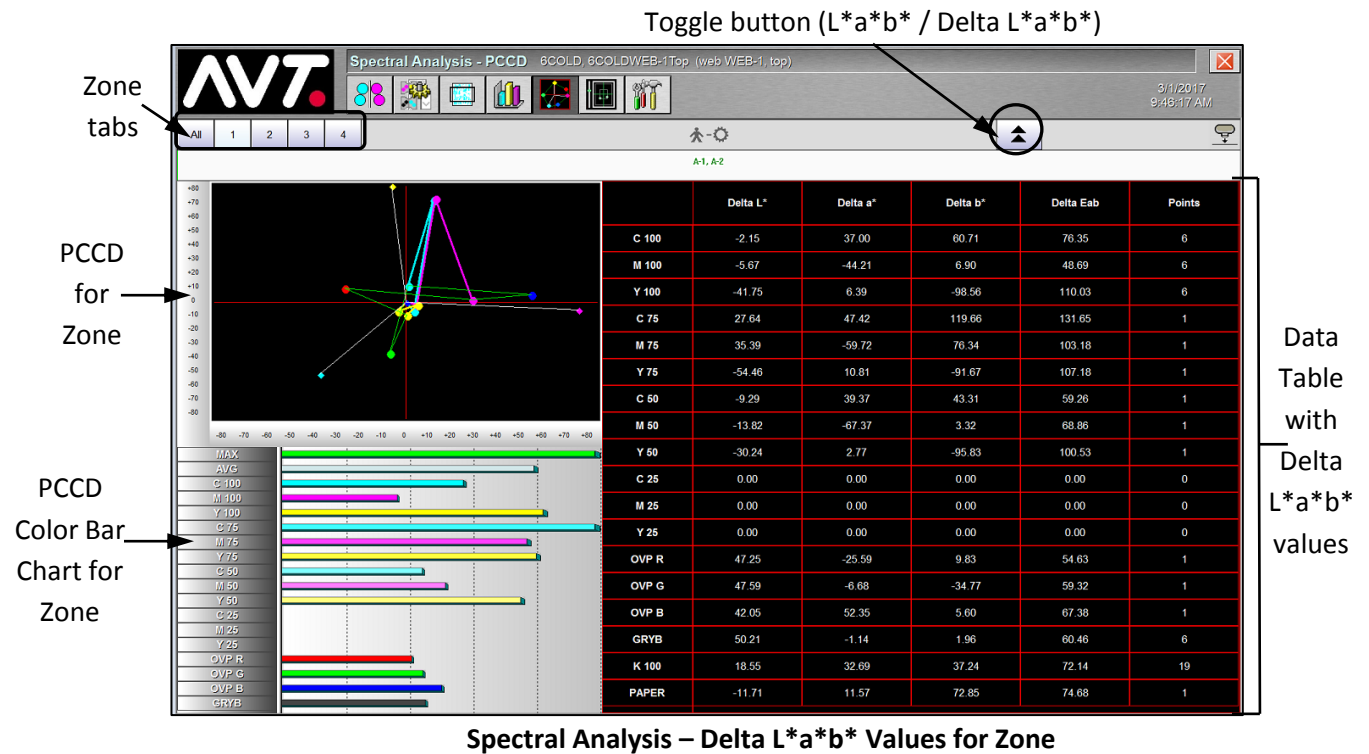 Toggle button (L*a*b* / Delta L*a*b*)
Zone
tabs
AVT.
Spectral Analysis - PCCD 6COLD, 6COLDWEB-1Top (web WEB-1, top)
3/1/2017
9:46:17 AM
All 1 2 3 4
A-1, A-2
PCCD
for
Zone
+80
+70
+60
+50
+40
+30
+20
+10
0
-10
-20
-30
-40
-50
-60
-70
-80
-80 -70 -60 -50 -40 -30 -20 -10 0 +10 +20 +30 +40 +50 +60 +70 +80
Delta L* Delta a* Delta b* Delta Eab Points
C 100 -2.15 37.00 60.71 76.35 6
M 100 -5.67 -44.21 6.90 48.69 6
Y 100 -41.75 6.39 -98.56 110.03 6
C 75 27.64 47.42 119.66 131.65 1
M 75 35.39 -59.72 76.34 103.18 1
Y 75 -54.46 10.81 -91.67 107.18 1
C 50 -9.29 39.37 43.31 59.26 1
M 50 -13.82 -67.37 3.32 68.86 1
Y 50 -30.24 2.77 -95.83 100.53 1
C 25 0.00 0.00 0.00 0.00 0
M 25 0.00 0.00 0.00 0.00 0
Y 25 0.00 0.00 0.00 0.00 0
OVP R 47.25 -25.59 9.83 54.63 1
OVP G 47.59 -6.68 -34.77 59.32 1
OVP B 42.05 52.35 5.60 67.38 1
GRYB 50.21 -1.14 1.96 60.46 6
K 100 18.55 32.69 37.24 72.14 19
PAPER -11.71 11.57 72.85 74.68 1
PCCD
Color Bar
Chart for
Zone
MAX
AVG
C 100
M 100
Y 100
C 75
M 75
Y 75
C 50
M 50
Y 50
C 25
M 25
Y 25
OVP R
OVP G
OVP B
GRYB
Data
Table
with
Delta
L*a*b*
values
Spectral Analysis – Delta L*a*b* Values for Zone